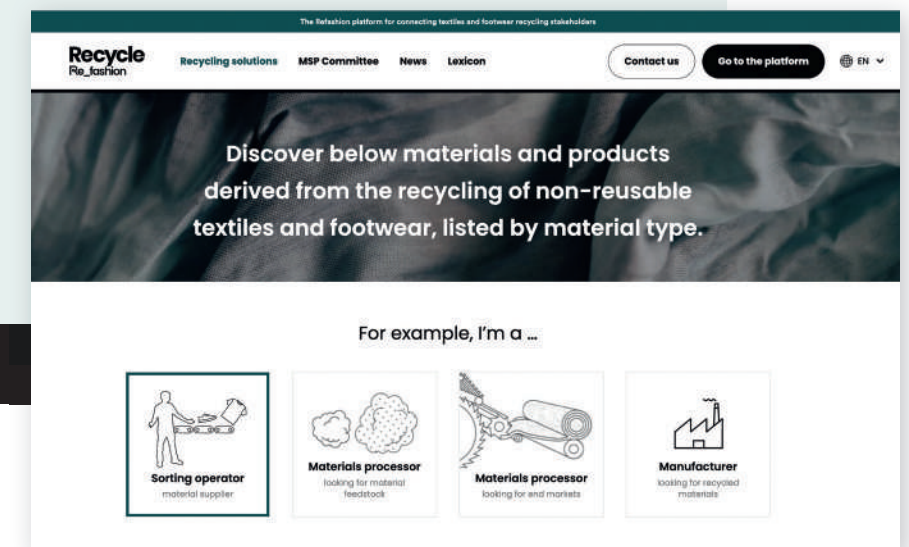 The Refashion platform for connecting textiles and footwear recycling stakeholders
Recycle
Re_fashion
Recycling solutions
MSP Committee
News
Lexicon
Contact us
Go to the platform
EN
Discover below materials and products
derived from the recycling of non-reusable
textiles and footwear, listed by material type.
For example, I'm a ...
Sorting operator
material supplier
Materials processor
looking for material
feedstock
Materials processor
looking for end markets
Manufacturer
looking for recycled
materials